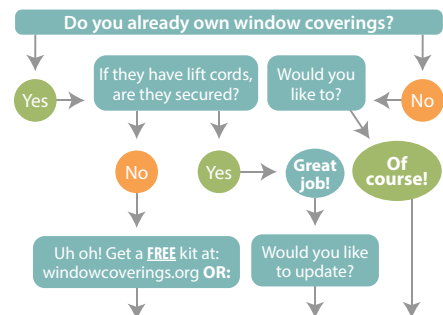 Do you already own window coverings?
If they have lift cords,
are they secured?
Would you
like to?
Yes
No
No
Yes
Great
job!
Of
course!
Uh oh! Get a FREE kit at:
windowcoverings.org OR:
Would you like
to update?